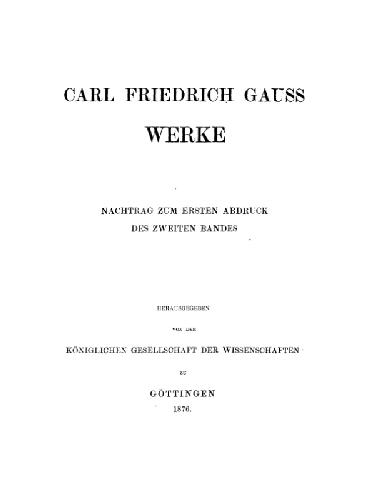 CARL FRIEDRICH GAUSS
WERKE
NACHTRAG ZUM ERSTEN ABDRUCK
DES ZWEITEN BANDES
HERAUSGEGEBEN
VON DER
KÖNIGLICHEN GESELLSCHAFT DER WISSENSCHAFTEN
ZU
GÖTTINGEN
1876.